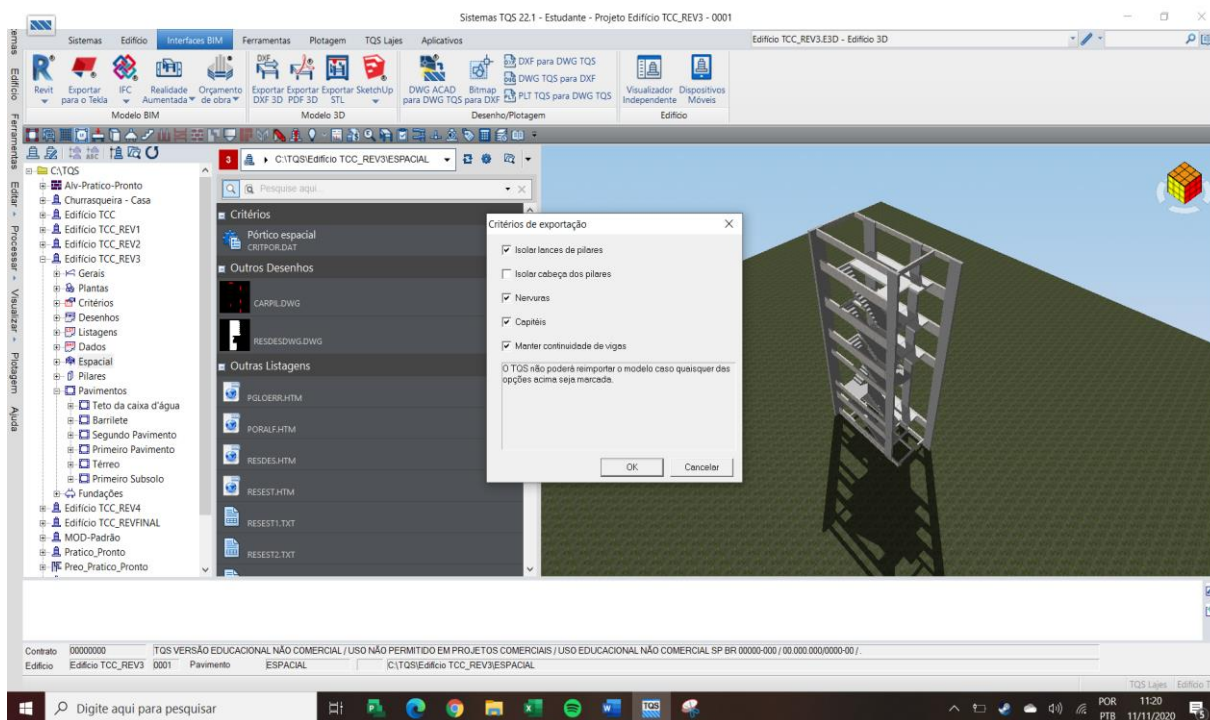 Sistemas TQS 22.1 - Estudante - Projeto Edifício TCC_REV3 - 0001
Sistemas Edifício Interfaces BIM Ferramentas Plotagem TQS Lajes Aplicativos
Edifício TCC_REV3.E3D - Edifício 3D
Revit
Exportar para o Tekla
IFC
Realidade Aumentada
Orçamento de obra
Modelo BIM
DXF
Exportar DXF 3D
Exportar PDF 3D
Exportar STL
SketchUp
Modelo 3D
DWG ACAD para DWG TQS
Bitmap para DXF
DXF para DWG TQS
DWG TQS para DXF
PLT TQS para DWG TQS
Desenho/Plotagem
Visualizador Independente
Dispositivos Móveis
Edifício
Edifício
Ferramentas
Editar
Processar
Visualizar
Plotagem
Ajuda
C:\TQS
Alv-Pratico-Pronto
Churrasqueira - Casa
Edifício TCC
Edifício TCC_REV1
Edifício TCC_REV2
Edifício TCC_REV3
Gerais
Plantas
Critérios
Desenhos
Listagens
Dados
Espacial
Pilares
Pavimentos
Teto da caixa d'água
Barrilete
Segundo Pavimento
Primeiro Pavimento
Térreo
Primeiro Subsolo
Fundações
Edifício TCC_REV4
Edifício TCC_REVFINAL
MOD-Padrão
Pratico_Pronto
Preo_Pratico_Pronto
3 C:\TQS\Edifício TCC_REV3\ESPACIAL
Pesquise aqui...
Critérios
Pórtico espacial
CRITPOR.DAT
Outros Desenhos
CARPIL.DWG
RESDESDWG.DWG
Outras Listagens
PGLOERR.HTM
PORALF.HTM
RESDES.HTM
RESEST.HTM
RESEST1.TXT
RESEST2.TXT
Critérios de exportação
Isolar lances de pilares
Isolar cabeça dos pilares
Nervuras
Capitéis
Manter continuidade de vigas
O TQS não poderá reimportar o modelo caso quaisquer das
opções acima seja marcada.
OK Cancelar
Contrato 00000000 TQS VERSÃO EDUCACIONAL NÃO COMERCIAL / USO NÃO PERMITIDO EM PROJETOS COMERCIAIS / USO EDUCACIONAL NÃO COMERCIAL SP BR 00000-000 / 00.000.000/0000-00 / .
Edifício Edifício TCC_REV3 0001 Pavimento ESPACIAL C:\TQS\Edifício TCC_REV3\ESPACIAL
TQS Lajes
Digite aqui para pesquisar
TQS
POR
PTB
11:20
11/11/2020